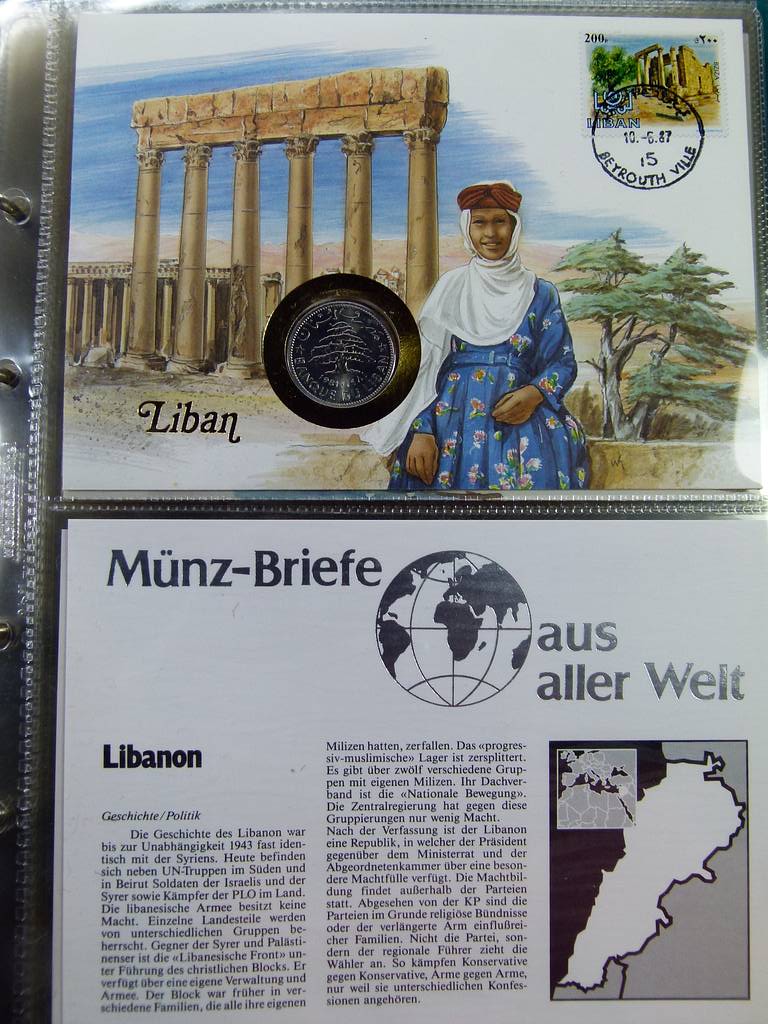 200P ٢٠٠ق
LIBAN
10.-6.87
15
BEYROUTH VILLE
Liban
Münz-Briefe
aus
aller Welt
Libanon
Geschichte/Politik
Die Geschichte des Libanon war
bis zur Unabhängigkeit 1943 fast iden-
tisch mit der Syriens. Heute befinden
sich neben UN-Truppen im Süden und
in Beirut Soldaten der Israelis und der
Syrer sowie Kämpfer der PLO im Land.
Die libanesische Armee besitzt keine
Macht. Einzelne Landesteile werden
von unterschiedlichen Gruppen be-
herrscht. Gegner der Syrer und Palästi-
nenser ist die «Libanesische Front» un-
ter Führung des christlichen Blocks. Er
verfügt über eine eigene Verwaltung und
Armee. Der Block war früher in ver-
schiedene Familien, die alle ihre eigenen
Milizen hatten, zerfallen. Das «progres-
siv-muslimische» Lager ist zersplittert.
Es gibt über zwölf verschiedene Grup-
pen mit eigenen Milizen. Ihr Dachver-
band ist die «Nationale Bewegung».
Die Zentralregierung hat gegen diese
Gruppierungen nur wenig Macht.
Nach der Verfassung ist der Libanon
eine Republik, in welcher der Präsident
gegenüber dem Ministerrat und der
Abgeordnetenkammer über eine beson-
dere Machtfülle verfügt. Die Machtbil-
dung findet außerhalb der Parteien
statt. Abgesehen von der KP sind die
Parteien im Grunde religiöse Bündnisse
oder der verlängerte Arm einflußrei-
cher Familien. Nicht die Partei, son-
dern der regionale Führer zieht die
Wähler an. So kämpfen Konservative
gegen Konservative, Arme gegen Arme,
nur weil sie unterschiedlichen Konfes-
sionen angehören.